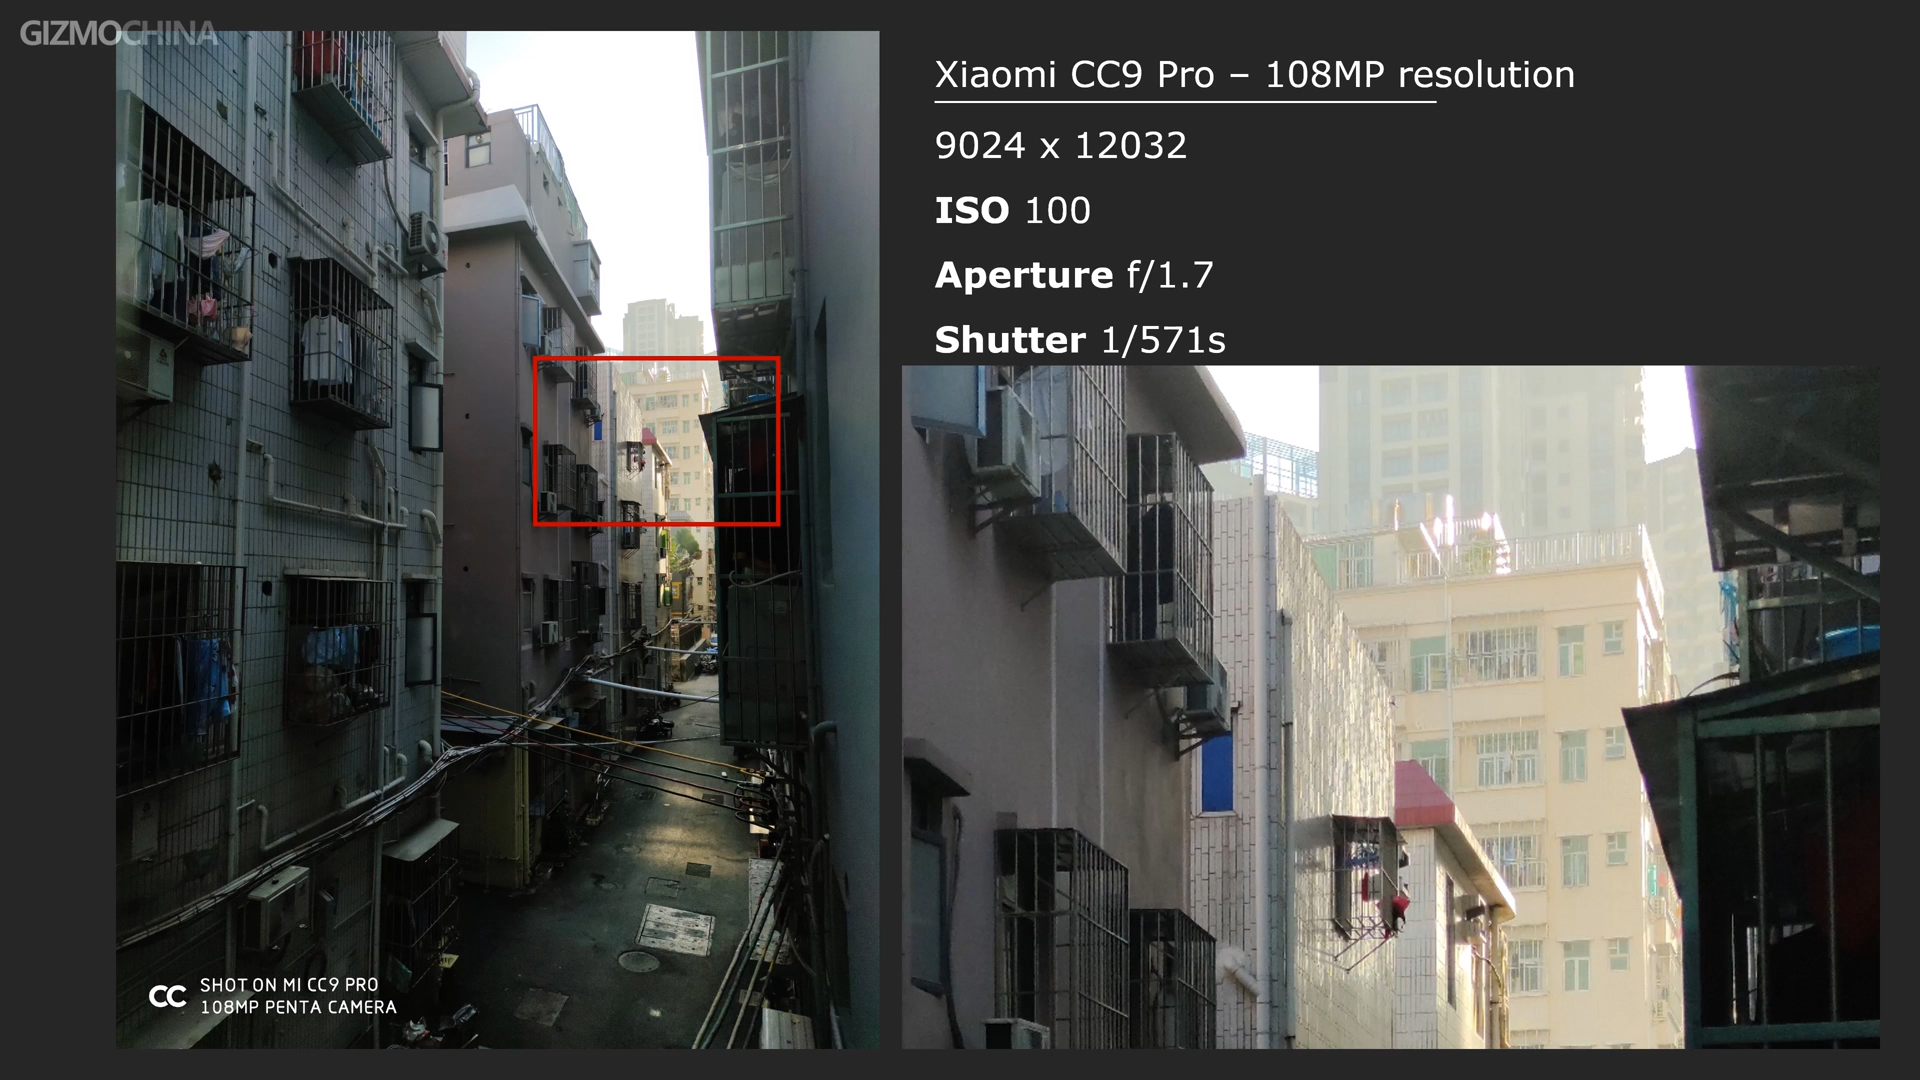 GIZMOCHINA
Xiaomi CC9 Pro – 108MP resolution
9024 x 12032
ISO 100
Aperture f/1.7
Shutter 1/571s
CC
SHOT ON MI CC9 PRO
108MP PENTA CAMERA